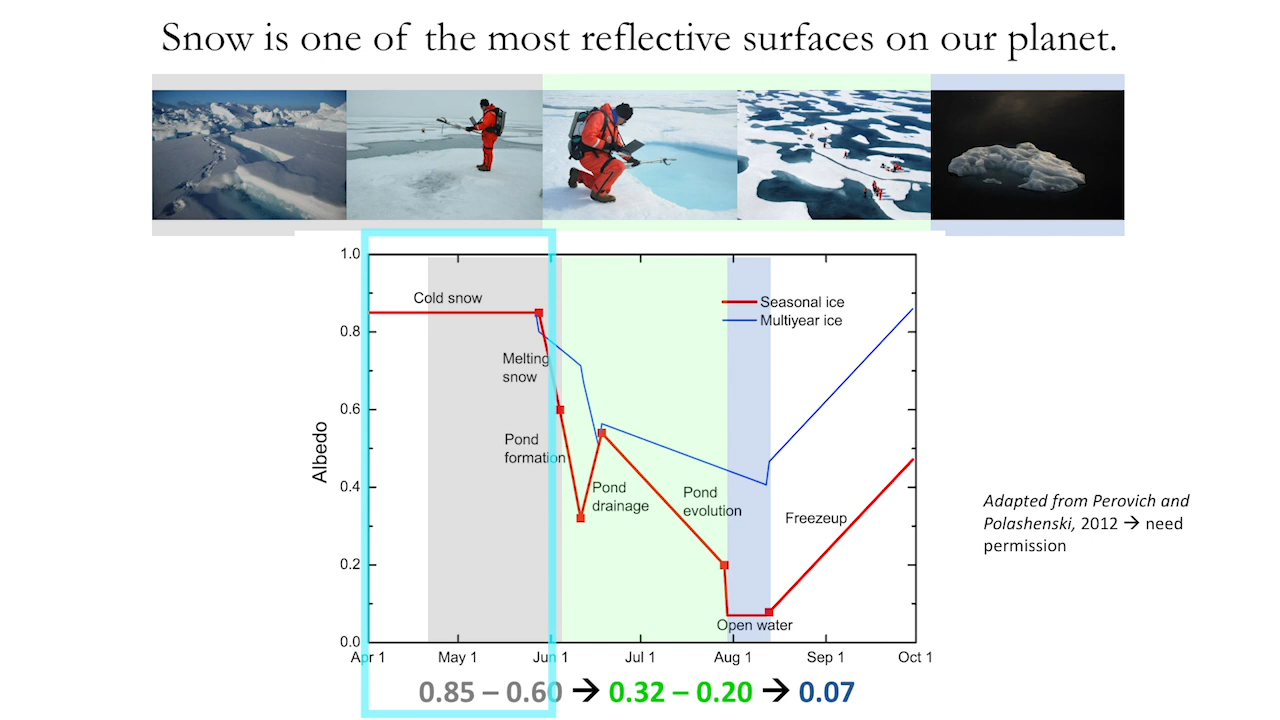 Snow is one of the most reflective surfaces on our planet.
1.0
0.8
0.6
0.4
0.2
0.0
Albedo
Cold snow
Melting
snow
Pond
formation
Pond
drainage
Pond
evolution
Open water
Freezeup
Seasonal ice
Multiyear ice
Apr 1 May 1 Jun 1 Jul 1 Aug 1 Sep 1 Oct 1
0.85 – 0.60 → 0.32 – 0.20 → 0.07
Adapted from Perovich and
Polashenski, 2012 → need
permission